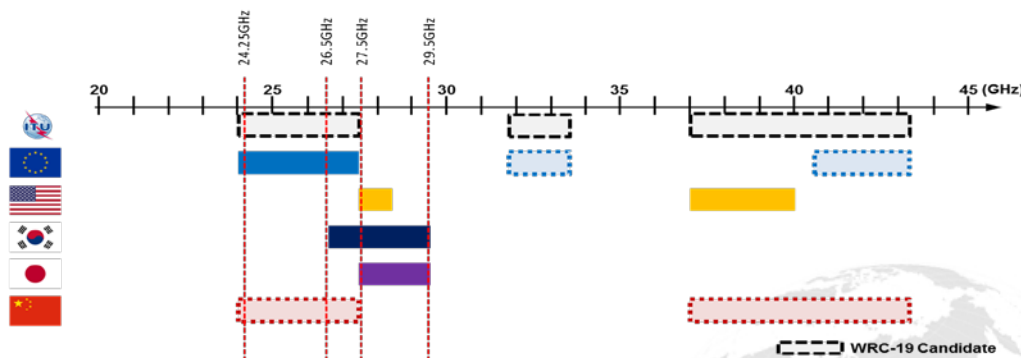 24.25GHz
26.5GHz
27.5GHz
29.5GHz
20
25
30
35
40
45 (GHz)
ITU
WRC-19 Candidate